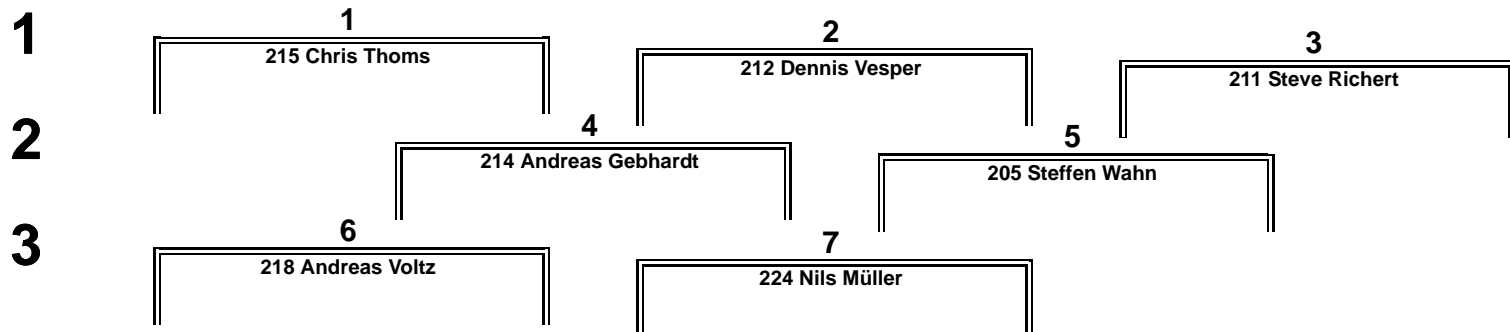 1
1
215 Chris Thoms
2
212 Dennis Vesper
3
211 Steve Richert
2
4
214 Andreas Gebhardt
5
205 Steffen Wahn
3
6
218 Andreas Voltz
7
224 Nils Müller